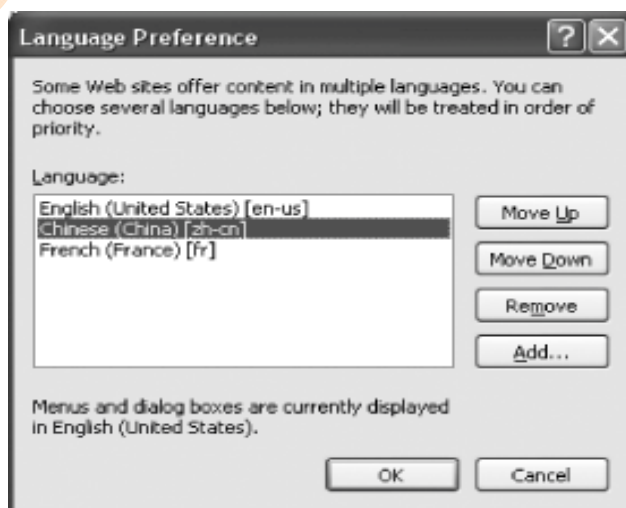 Language Preference
Some Web sites offer content in multiple languages. You can
choose several languages below; they will be treated in order of
priority.
Language:
English (United States) [en-us]
Chinese (China) [zh-cn]
French (France) [fr]
Move Up
Move Down
Remove
Add...
Menus and dialog boxes are currently displayed
in English (United States).
OK
Cancel